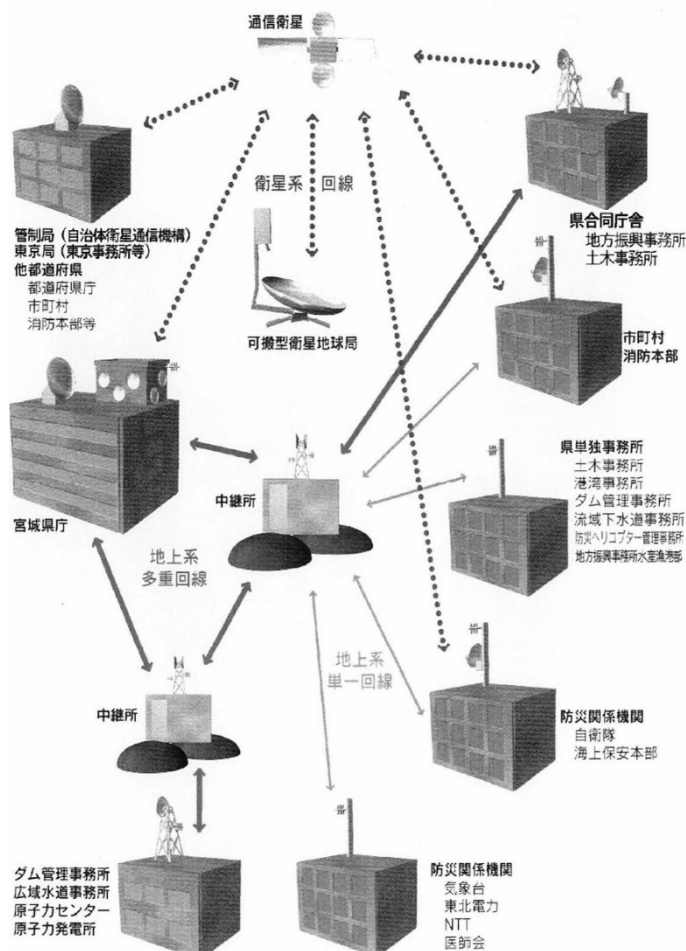 通信衛星
衛星系 回線
管制局（自治体衛星通信機構）
東京局（東京事務所等）
他都道府県
都道府県庁
市町村
消防本部等
可搬型衛星地球局
県合同庁舎
地方振興事務所
土木事務所
市町村
消防本部
宮城県庁
中継所
県単独事務所
土木事務所
港湾事務所
ダム管理事務所
流域下水道事務所
防災ヘリコプター管理事務所
地方振興事務所水産漁港部
地上系
多重回線
地上系
単一回線
中継所
防災関係機関
自衛隊
海上保安本部
ダム管理事務所
広域水道事務所
原子力センター
原子力発電所
防災関係機関
気象台
東北電力
NTT
医師会